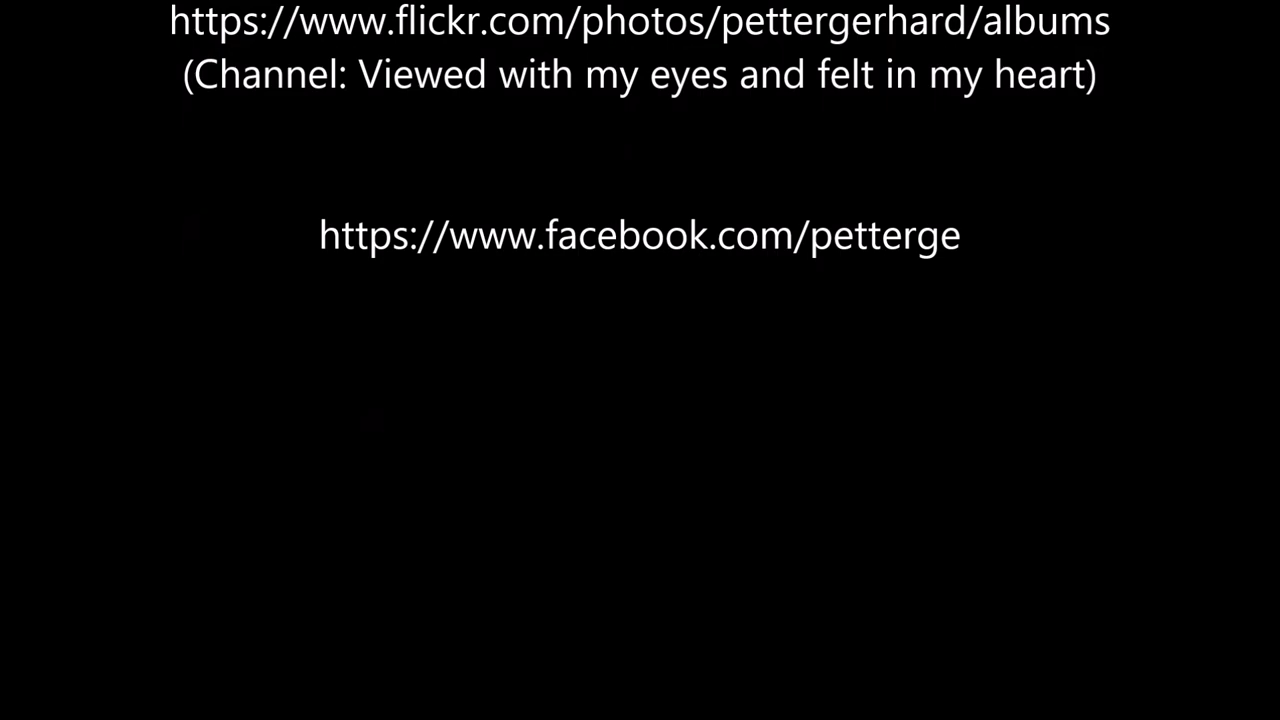 https://www.flickr.com/photos/pettergerhard/albums
(Channel: Viewed with my eyes and felt in my heart)
https://www.facebook.com/petterge